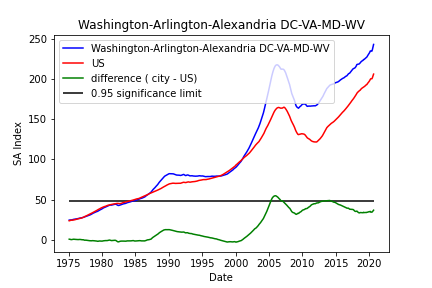 Washington-Arlington-Alexandria DC-VA-MD-WV
250
200
150
100
50
0
SA Index
Washington-Arlington-Alexandria DC-VA-MD-WV
US
difference ( city - US)
0.95 significance limit
1975 1980 1985 1990 1995 2000 2005 2010 2015 2020
Date